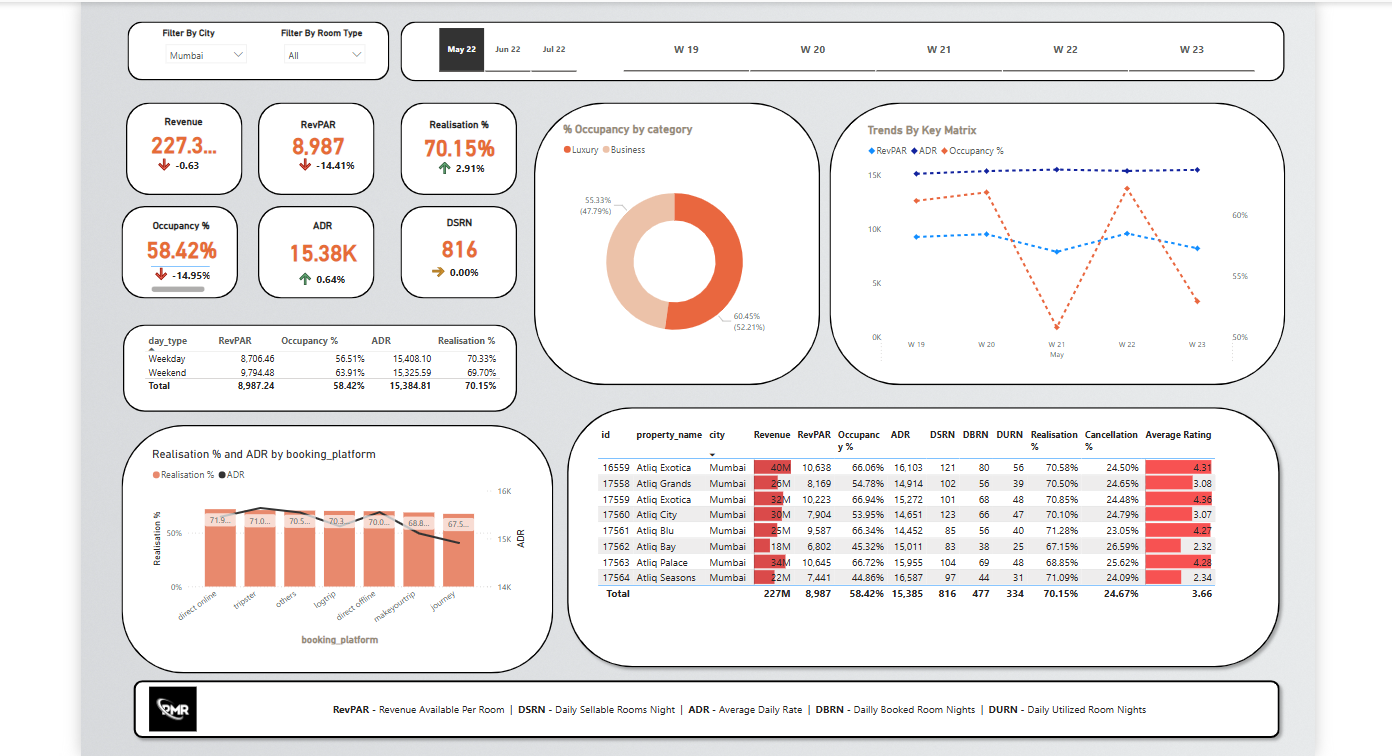 Filter By City
Mumbai
Filter By Room Type
All
May 22
Jun 22
Jul 22
W 19
W 20
W 21
W 22
W 23
Revenue
227.3...
-0.63
RevPAR
8,987
-14.41%
Realisation %
70.15%
2.91%
Occupancy %
58.42%
-14.95%
ADR
15.38K
0.64%
DSRN
816
0.00%
% Occupancy by category
Luxury Business
55.33%
(47.79%)
60.45%
(52.21%)
Trends By Key Matrix
RevPAR ADR Occupancy %
15K
10K
5K
0K
60%
55%
50%
W 19 W 20 W 21 W 22 W 23
May
day_type RevPAR Occupancy % ADR Realisation %
Weekday 8,706.46 56.51% 15,408.10 70.33%
Weekend 9,794.48 63.91% 15,325.59 69.70%
Total 8,987.24 58.42% 15,384.81 70.15%
Realisation % and ADR by booking_platform
Realisation % ADR
Realisation %
50%
0%
71.9... 71.0... 70.5... 70.3... 70.0... 68.8... 67.5...
16K
15K
14K
ADR
direct online tripster others logtrip direct offline makeyourtrip journey
booking_platform
id property_name city Revenue RevPAR Occupanc ADR DSRN DBRN DURN Realisation Cancellation Average Rating
y % % %
16559 Atliq Exotica Mumbai 40M 10,638 66.06% 16,103 121 80 56 70.58% 24.50% 4.31
17558 Atliq Grands Mumbai 26M 8,169 54.78% 14,914 102 56 39 70.50% 24.65% 3.08
17559 Atliq Exotica Mumbai 32M 10,223 66.94% 15,272 101 68 48 70.85% 24.48% 4.36
17560 Atliq City Mumbai 30M 7,904 53.95% 14,651 123 66 47 70.10% 24.79% 3.07
17561 Atliq Blu Mumbai 25M 9,587 66.34% 14,452 85 56 40 71.28% 23.05% 4.27
17562 Atliq Bay Mumbai 18M 6,802 45.32% 15,011 83 38 25 67.15% 26.59% 2.32
17563 Atliq Palace Mumbai 34M 10,645 66.72% 15,955 104 69 48 68.85% 25.62% 4.28
17564 Atliq Seasons Mumbai 22M 7,441 44.86% 16,587 97 44 31 71.09% 24.09% 2.34
Total 227M 8,987 58.42% 15,385 816 477 334 70.15% 24.67% 3.66
RMR
RevPAR - Revenue Available Per Room | DSRN - Daily Sellable Rooms Night | ADR - Average Daily Rate | DBRN - Dailly Booked Room Nights | DURN - Daily Utilized Room Nights